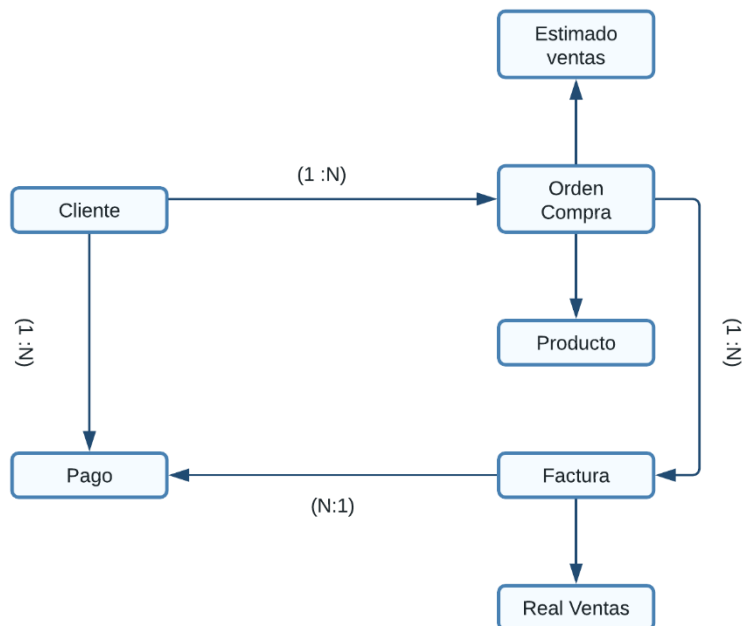 Estimado
ventas
(1 :N)
Cliente
Orden
Compra
(1 :N)
Producto
(1 :N)
Pago
Factura
(N:1)
Real Ventas